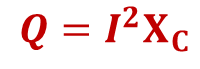 Q = I²X_C